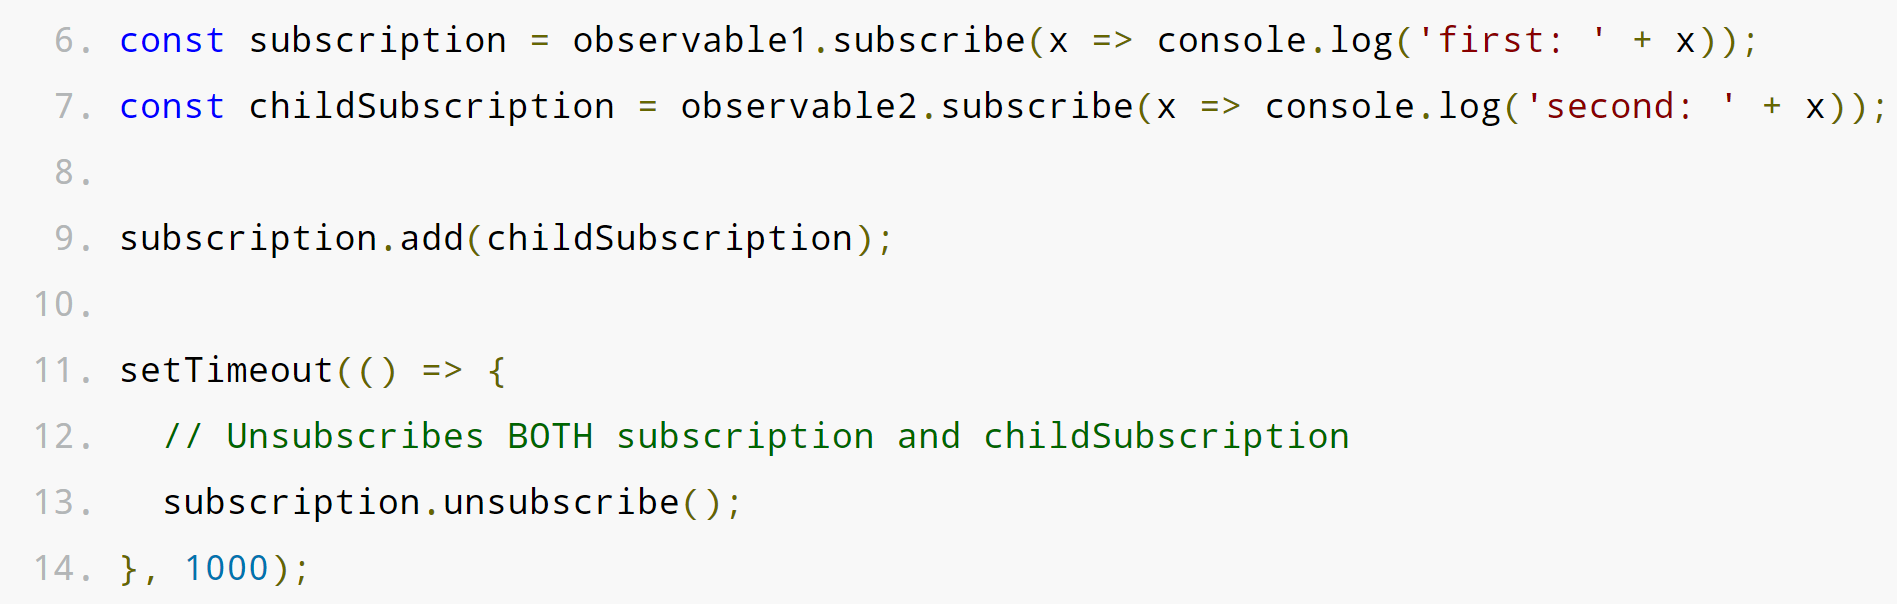 6. const subscription = observable1.subscribe(x => console.log('first: ' + x));
7. const childSubscription = observable2.subscribe(x => console.log('second: ' + x));
8.
9. subscription.add(childSubscription);
10.
11. setTimeout(() => {
12.   // Unsubscribes BOTH subscription and childSubscription
13.   subscription.unsubscribe();
14. }, 1000);